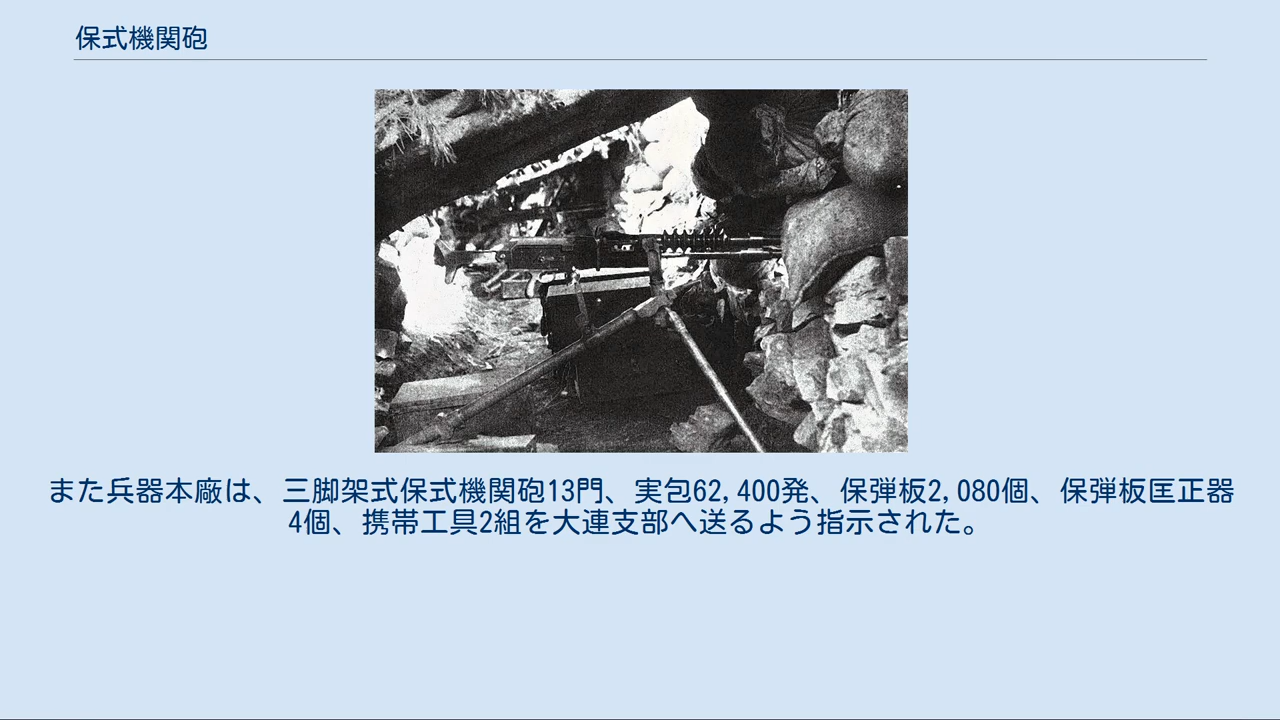 保式機関砲
また兵器本廠は、三脚架式保式機関砲13門、実包62,400発、保弾板2,080個、保弾板匡正器
4個、携帯工具2組を大連支部へ送るよう指示された。